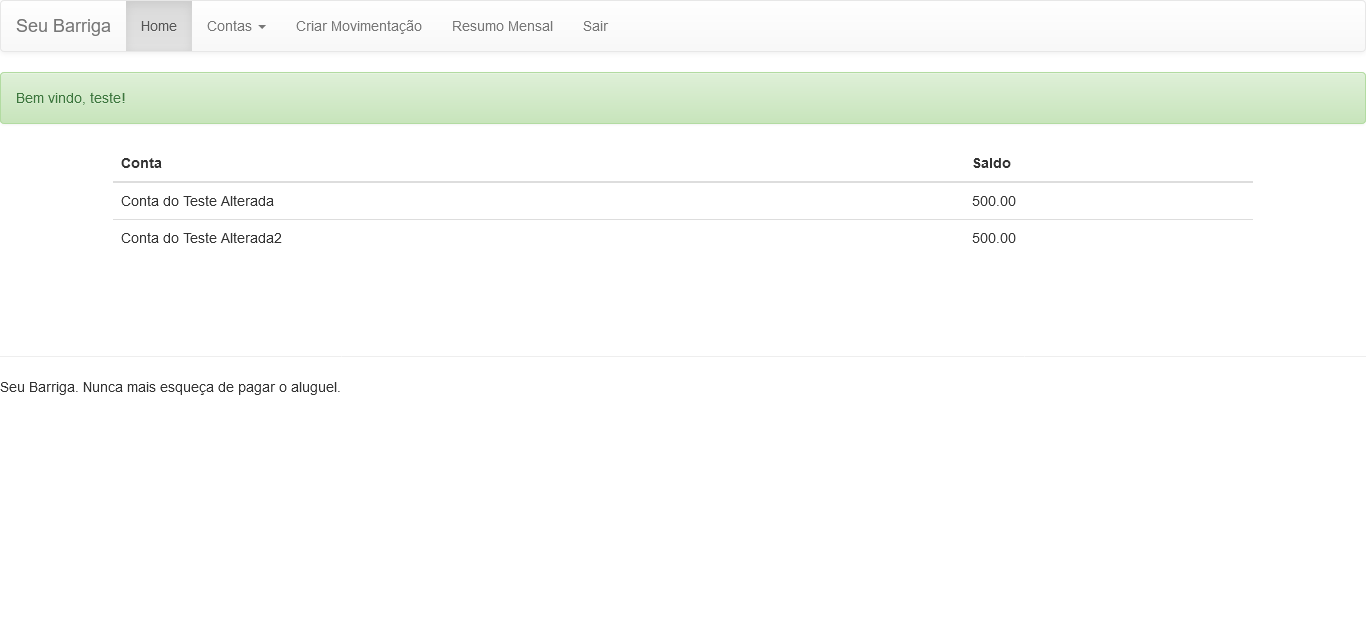 Seu Barriga Home Contas Criar Movimentação Resumo Mensal Sair
Bem vindo, teste!
Conta Saldo
Conta do Teste Alterada 500.00
Conta do Teste Alterada2 500.00
Seu Barriga. Nunca mais esqueça de pagar o aluguel.